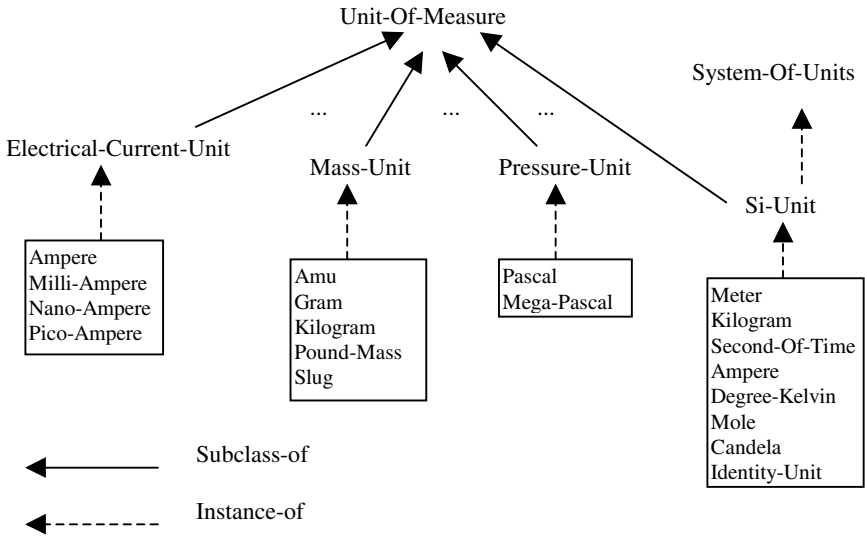 Unit-Of-Measure
System-Of-Units
... ... ...
Electrical-Current-Unit
Mass-Unit
Pressure-Unit
Si-Unit
Ampere
Milli-Ampere
Nano-Ampere
Pico-Ampere
Amu
Gram
Kilogram
Pound-Mass
Slug
Pascal
Mega-Pascal
Meter
Kilogram
Second-Of-Time
Ampere
Degree-Kelvin
Mole
Candela
Identity-Unit
Subclass-of
Instance-of